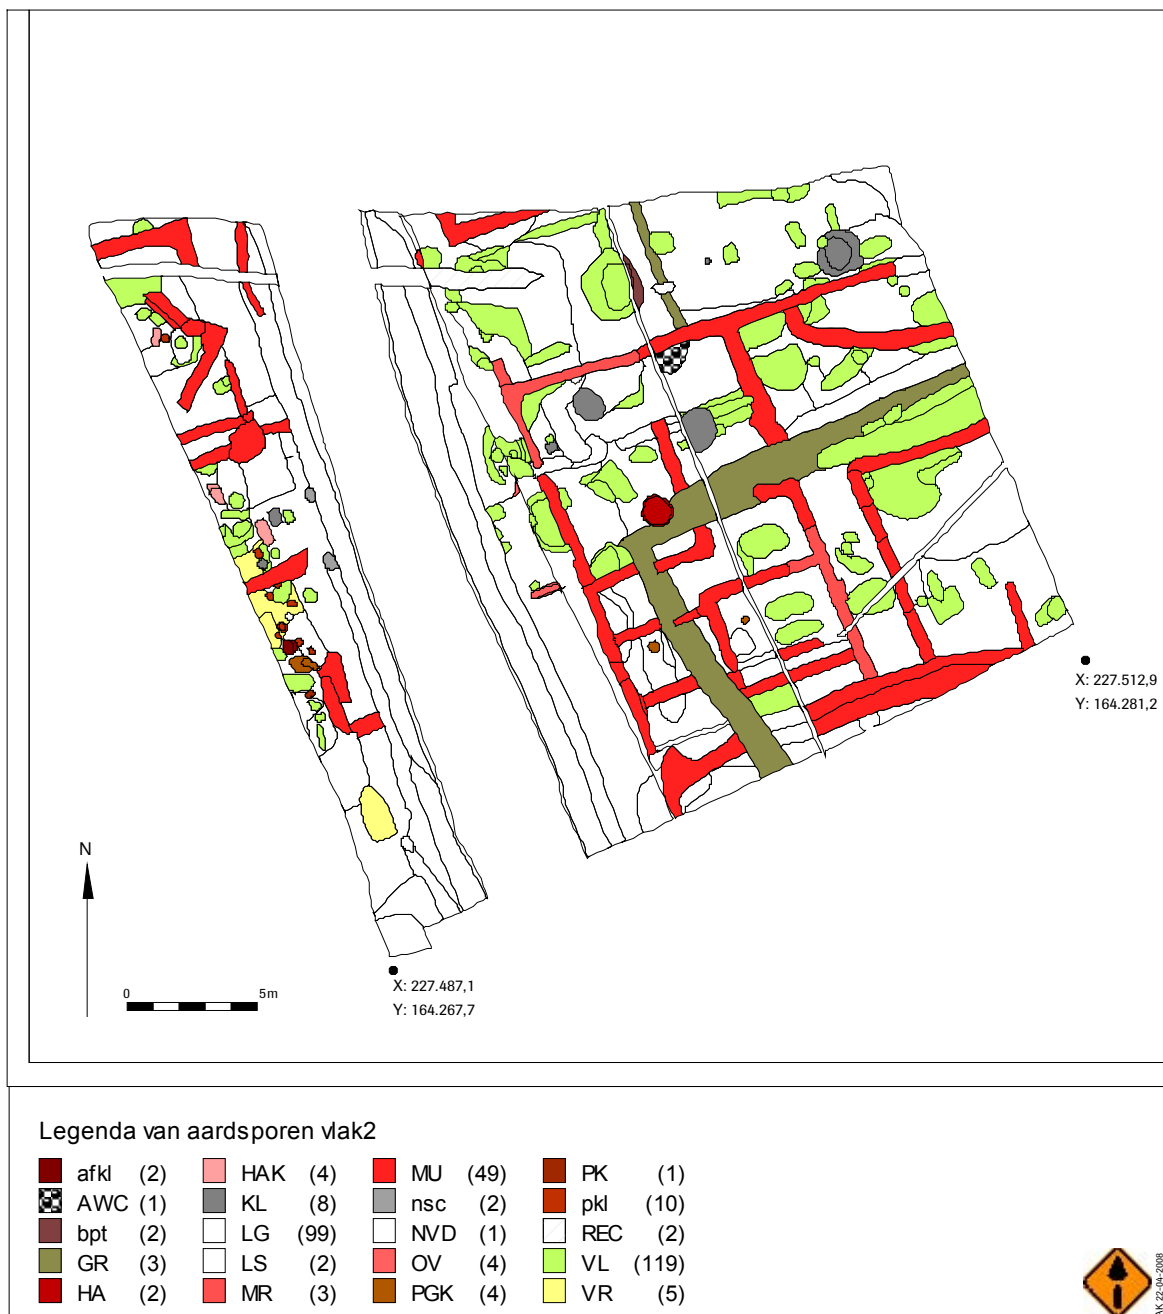 X: 227.512,9
Y: 164.281,2
N
0 5m
X: 227.487,1
Y: 164.267,7
Legenda van aardsporen vlak2
afkl (2) HAK (4) MU (49) PK (1)
AWC (1) KL (8) nsc (2) pkl (10)
bpt (2) LG (99) NVD (1) REC (2)
GR (3) LS (2) OV (4) VL (119)
HA (2) MR (3) PGK (4) VR (5)
22-04-2008